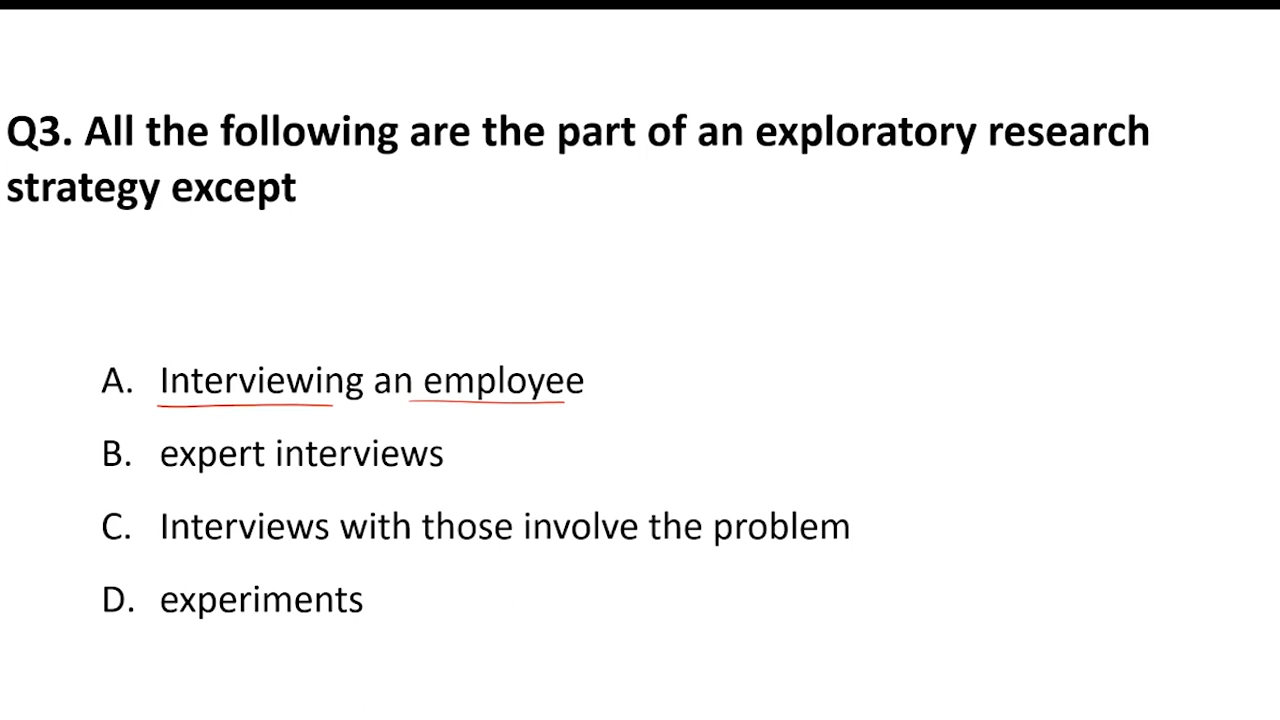 Q3. All the following are the part of an exploratory research
strategy except
A. Interviewing an employee
B. expert interviews
C. Interviews with those involve the problem
D. experiments